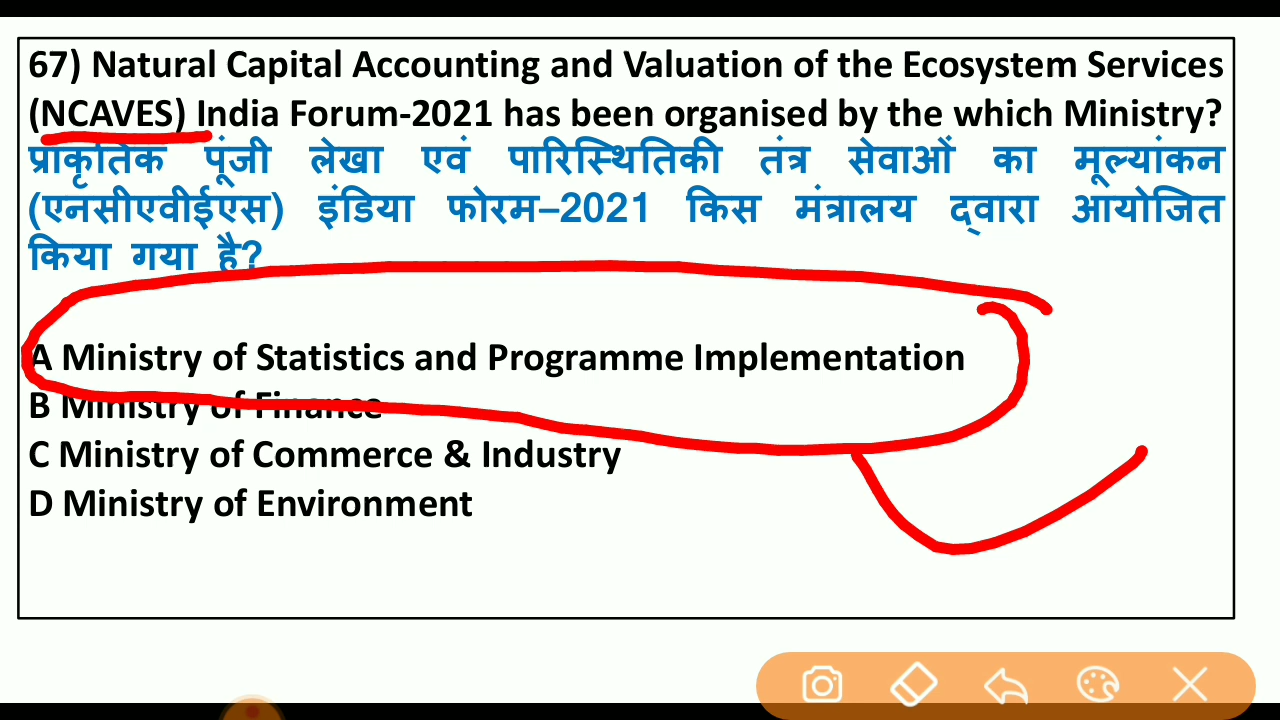 67) Natural Capital Accounting and Valuation of the Ecosystem Services
(NCAVES) India Forum-2021 has been organised by the which Ministry?
प्राकृतिक पूंजी लेखा एवं पारिस्थितिकी तंत्र सेवाओं का मूल्यांकन
(एनसीएवीईएस) इंडिया फोरम–2021 किस मंत्रालय द्वारा आयोजित
किया गया है?
A Ministry of Statistics and Programme Implementation
B Ministry of Finance
C Ministry of Commerce & Industry
D Ministry of Environment